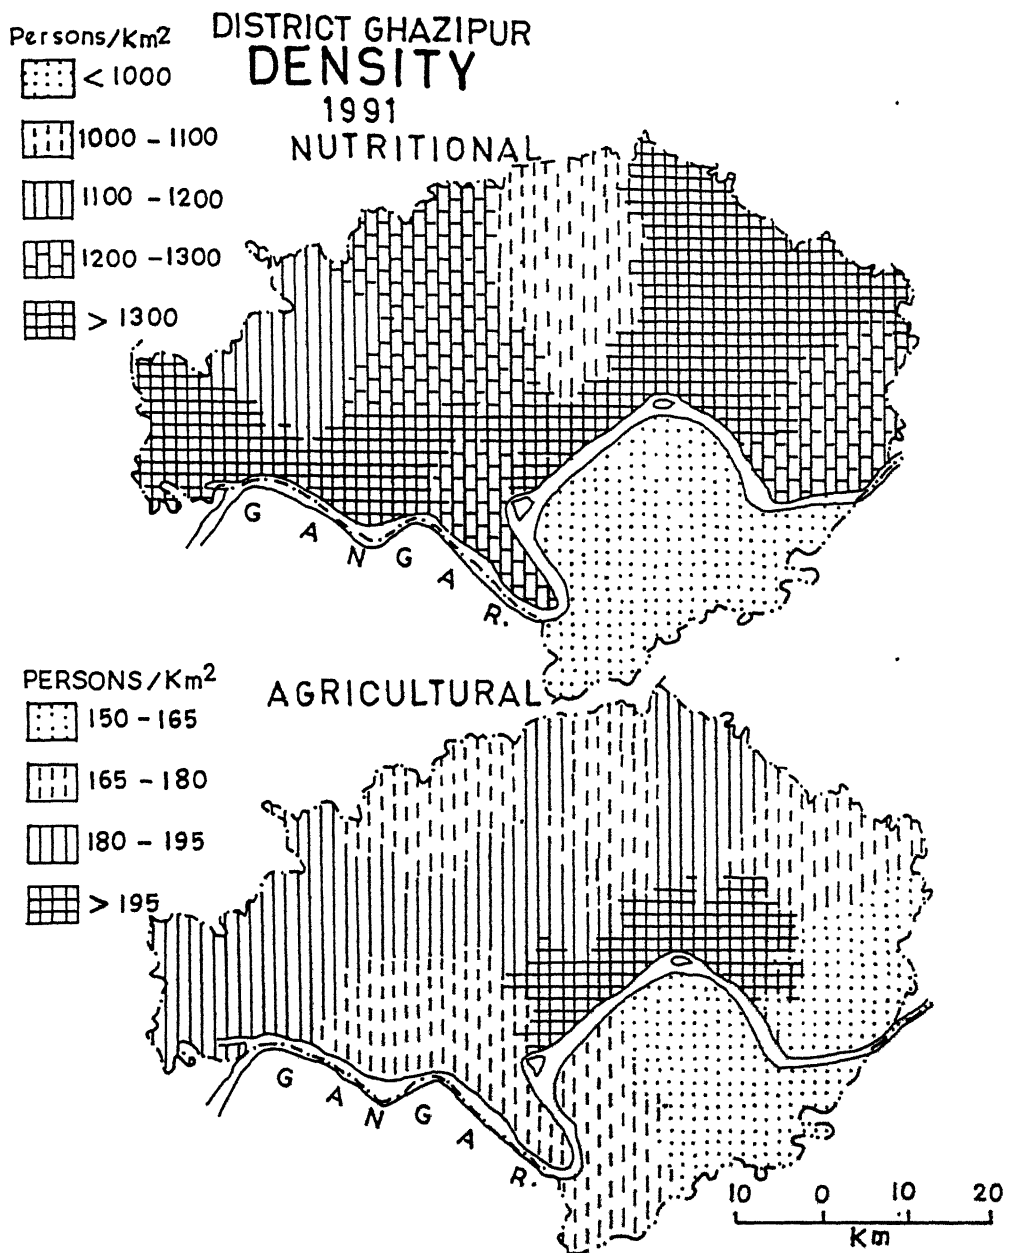 DISTRICT GHAZIPUR
DENSITY
1991
NUTRITIONAL
Persons/Km2
< 1000
1000 - 1100
1100 - 1200
1200 - 1300
> 1300
G A N G A R.
AGRICULTURAL
PERSONS/Km2
150 - 165
165 - 180
180 - 195
> 195
G A N G A R.
10 0 10 20
Km